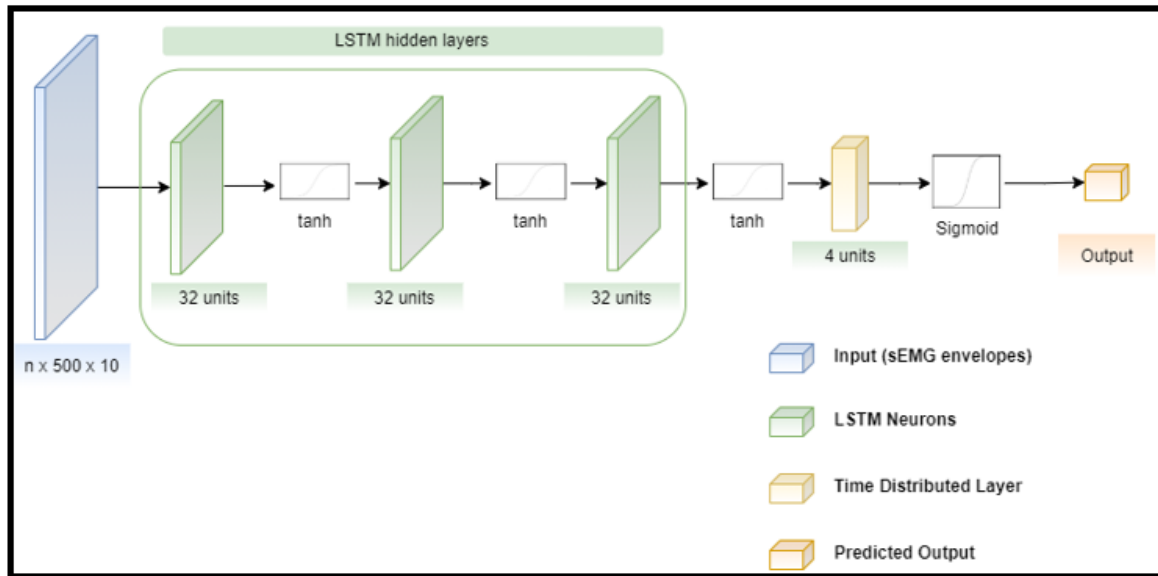 LSTM hidden layers
tanh
tanh
tanh
Sigmoid
4 units
Output
32 units
32 units
32 units
n x 500 x 10
Input (sEMG envelopes)
LSTM Neurons
Time Distributed Layer
Predicted Output